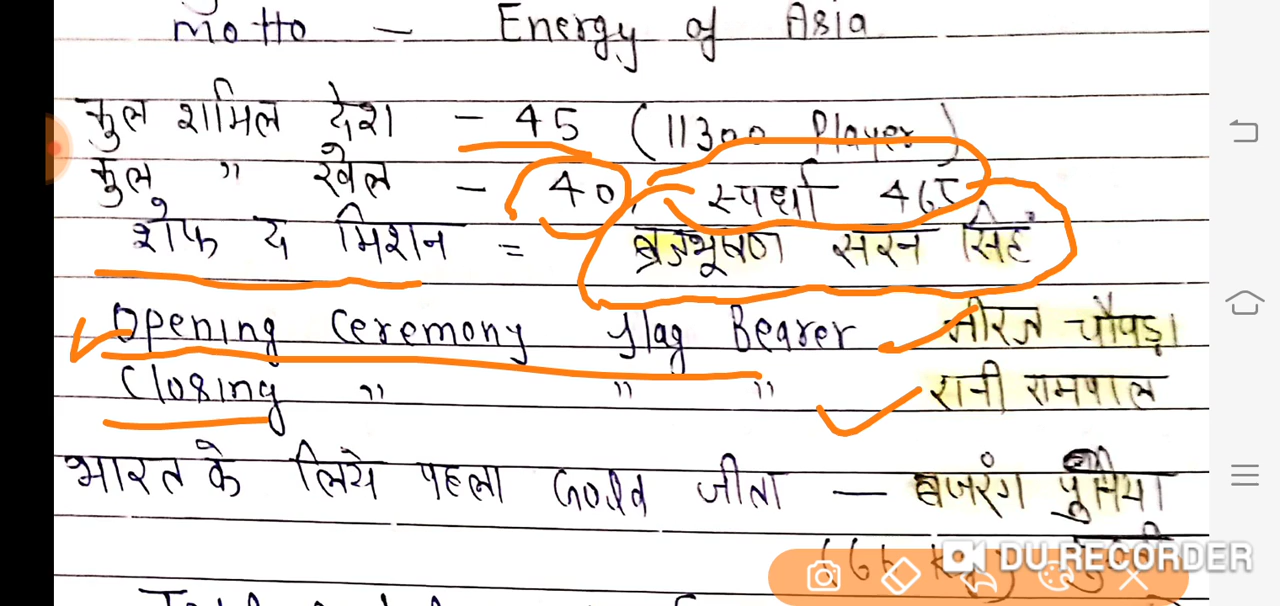 Motto — Energy of Asia
कुल शामिल देश - 45 (11300 Player)
कुल " खेल - 40, स्पर्धा 465
शेफ द मिशन = ब्रजभूषण सरन सिंह
Opening Ceremony Flag Bearer नीरज चौपड़ा
Closing " " " रानी रामपाल
भारत के लिये पहला Gold जीता — बजरंग पुनिया
DU RECORDER